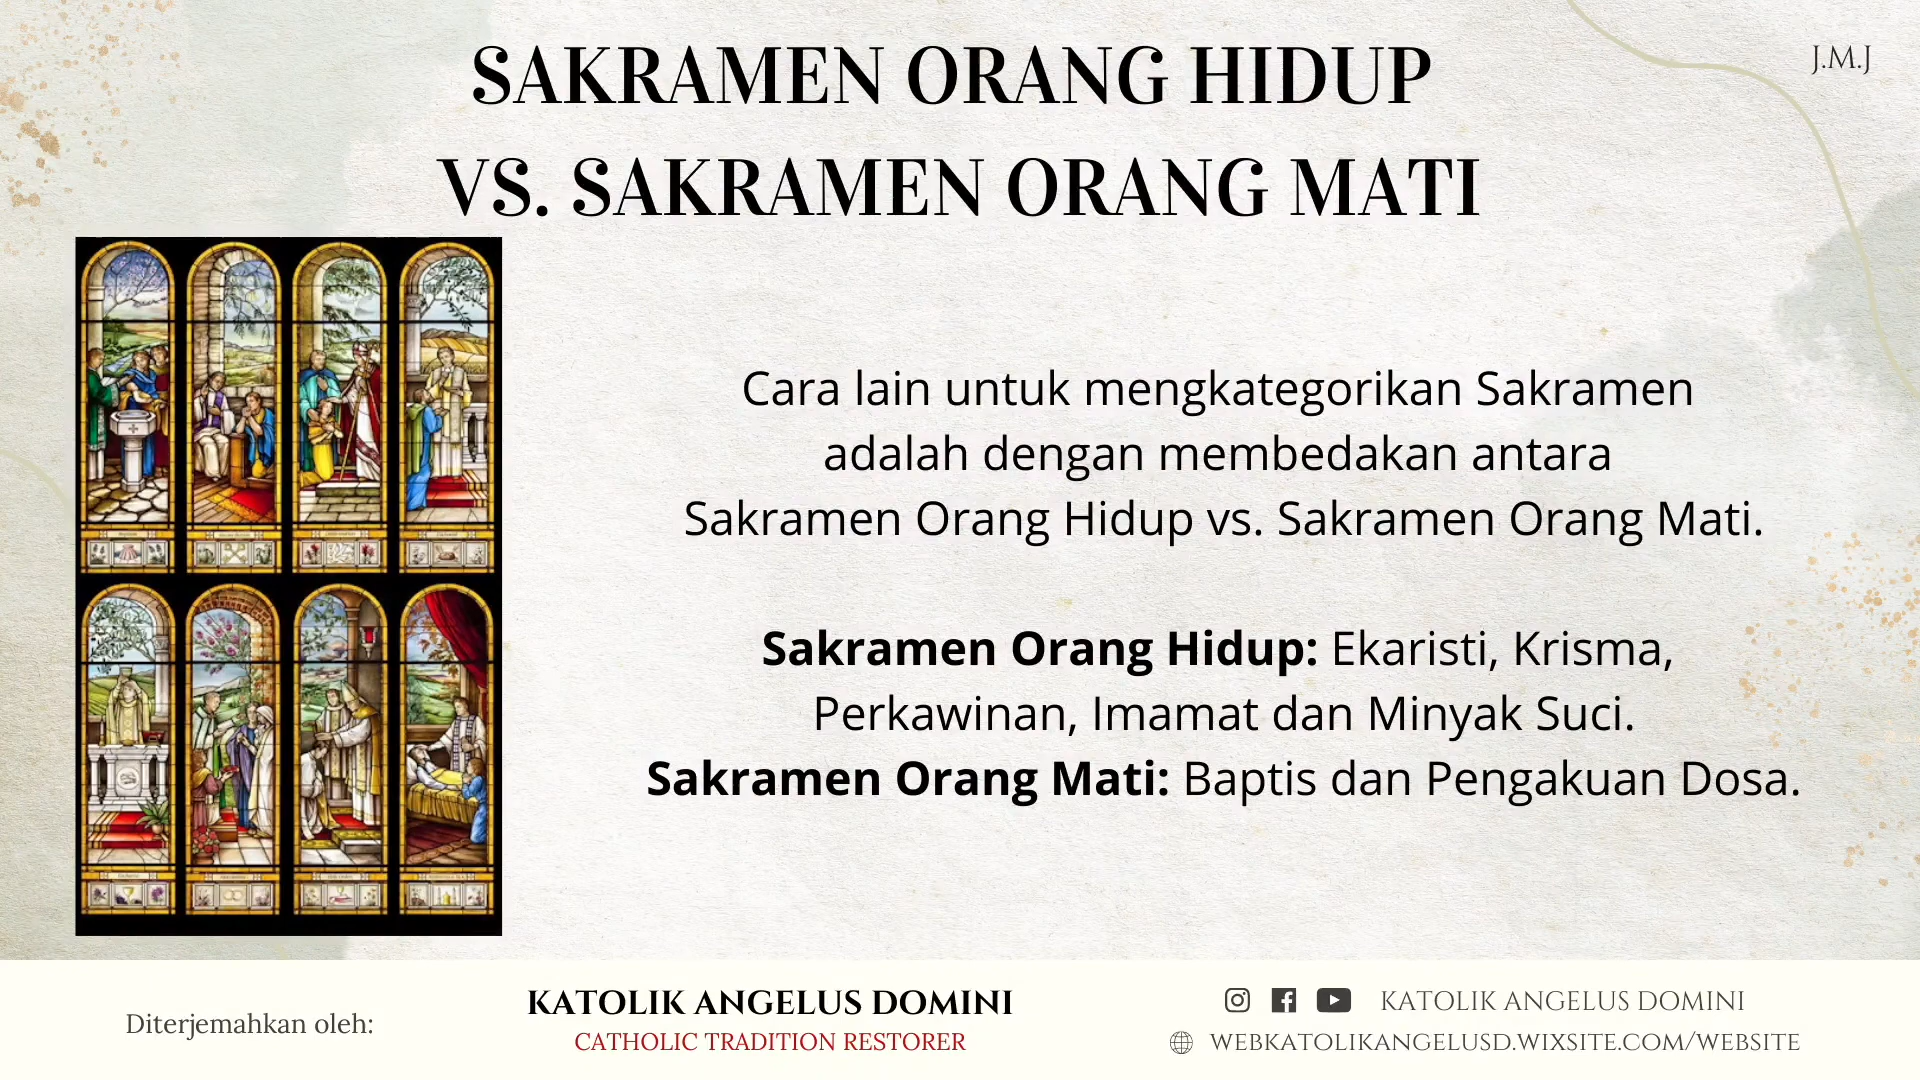 SAKRAMEN ORANG HIDUP
VS. SAKRAMEN ORANG MATI
J.M.J
Cara lain untuk mengkategorikan Sakramen
adalah dengan membedakan antara
Sakramen Orang Hidup vs. Sakramen Orang Mati.
Sakramen Orang Hidup: Ekaristi, Krisma,
Perkawinan, Imamat dan Minyak Suci.
Sakramen Orang Mati: Baptis dan Pengakuan Dosa.
Diterjemahkan oleh:
KATOLIK ANGELUS DOMINI
CATHOLIC TRADITION RESTORER
KATOLIK ANGELUS DOMINI
WEBKATOLIKANGELUSD.WIXSITE.COM/WEBSITE